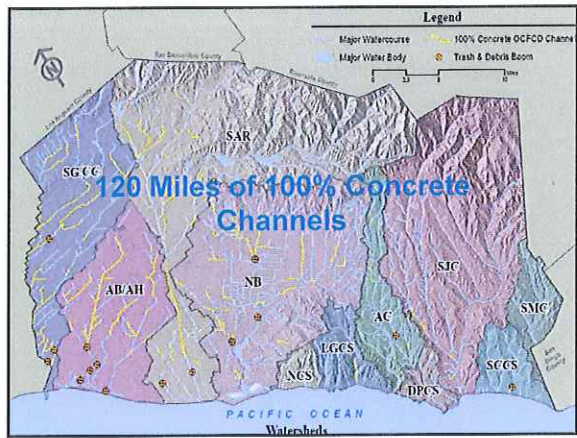 Legend
Major Watercourse
100% Concrete OCFCD Channel
Major Water Body
Trash & Debris Boom
San Bernardino County
Riverside County
Los Angeles County
SAR
SGCC
120 Miles of 100% Concrete
Channels
AB/AH
NB
AC
SJC
SMC
LGCS
NCS
DPCS
SCCS
San Diego
County
PACIFIC OCEAN
Watersheds